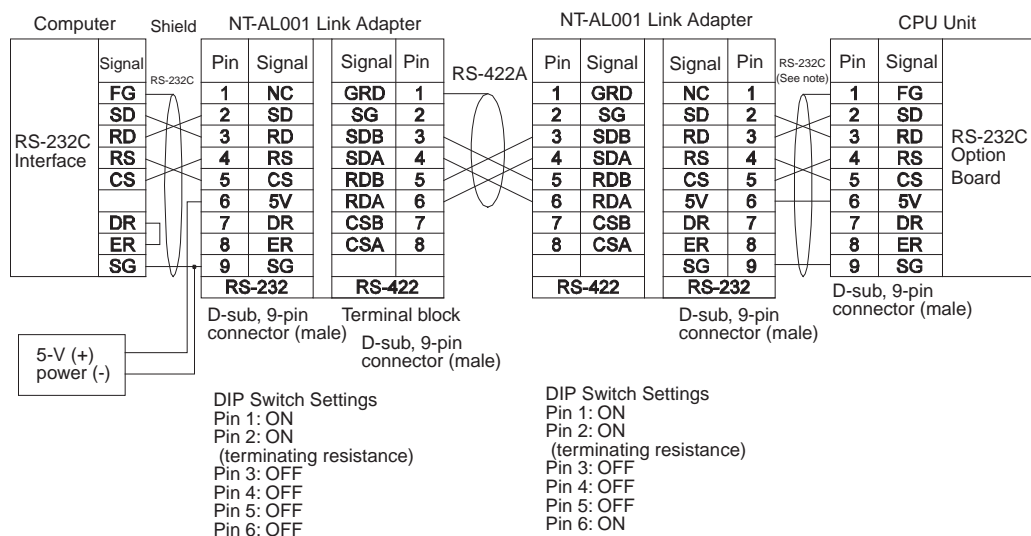 Computer
Shield
NT-AL001 Link Adapter
NT-AL001 Link Adapter
CPU Unit
RS-232C Interface
Signal
FG
SD
RD
RS
CS
DR
ER
SG
RS-232C
Pin Signal
1 NC
2 SD
3 RD
4 RS
5 CS
6 5V
7 DR
8 ER
9 SG
RS-232
Signal Pin
GRD 1
SG 2
SDB 3
SDA 4
RDB 5
RDA 6
CSB 7
CSA 8
RS-422
RS-422A
Pin Signal
1 GRD
2 SG
3 SDB
4 SDA
5 RDB
6 RDA
7 CSB
8 CSA
RS-422
Signal Pin
NC 1
SD 2
RD 3
RS 4
CS 5
5V 6
DR 7
ER 8
SG 9
RS-232
RS-232C
(See note)
Pin Signal
1 FG
2 SD
3 RD
4 RS
5 CS
6 5V
7 DR
8 ER
9 SG
RS-232C
Option
Board
D-sub, 9-pin
connector (male)
Terminal block
D-sub, 9-pin
connector (male)
D-sub, 9-pin
connector (male)
D-sub, 9-pin
connector (male)
5-V (+)
power (-)
DIP Switch Settings
Pin 1: ON
Pin 2: ON
(terminating resistance)
Pin 3: OFF
Pin 4: OFF
Pin 5: OFF
Pin 6: OFF
DIP Switch Settings
Pin 1: ON
Pin 2: ON
(terminating resistance)
Pin 3: OFF
Pin 4: OFF
Pin 5: OFF
Pin 6: ON